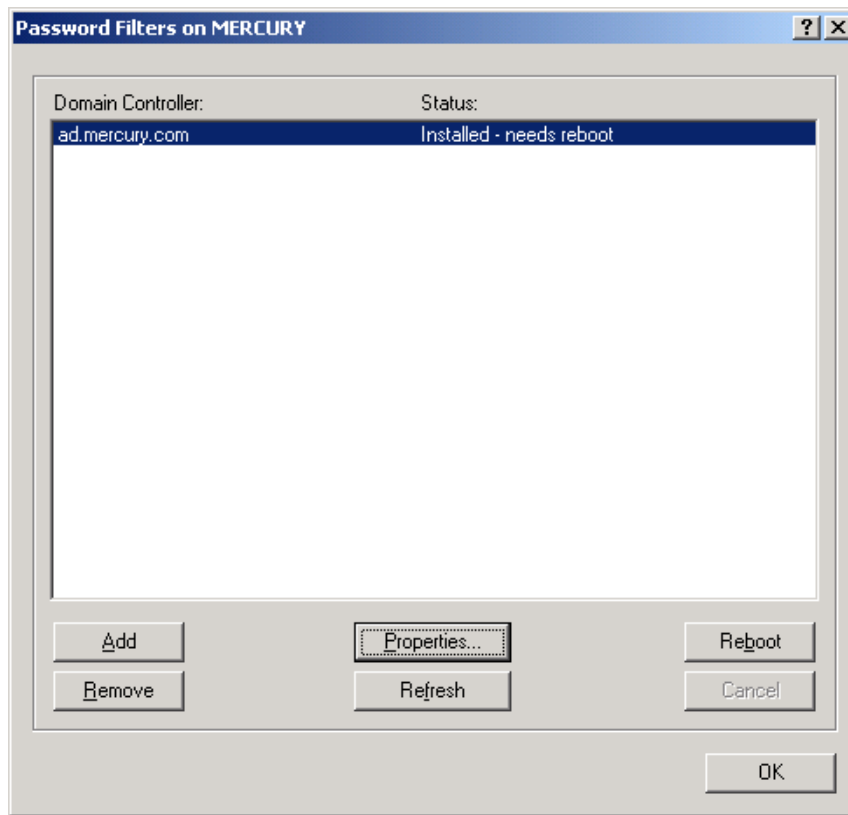 Password Filters on MERCURY
Domain Controller: Status:
ad.mercury.com Installed - needs reboot
Add Properties... Reboot
Remove Refresh Cancel
OK